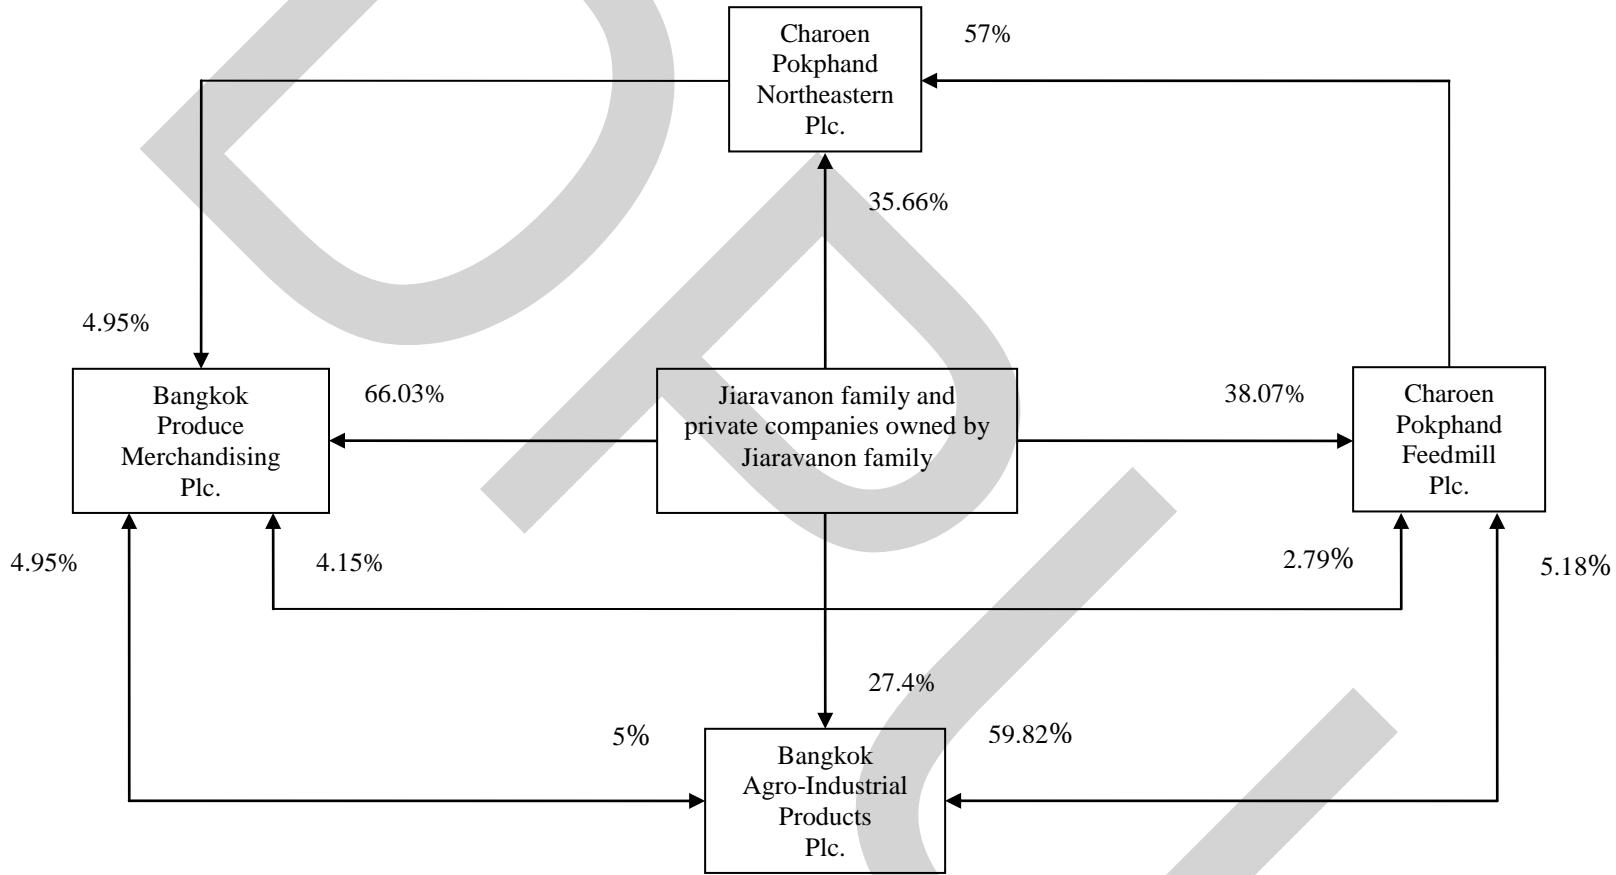 Charoen
Pokphand
Northeastern
Plc.
57%
35.66%
4.95%
Bangkok
Produce
Merchandising
Plc.
66.03%
Jiaravanon family and
private companies owned by
Jiaravanon family
38.07%
Charoen
Pokphand
Feedmill
Plc.
4.95%
4.15%
2.79%
5.18%
27.4%
5%
59.82%
Bangkok
Agro-Industrial
Products
Plc.